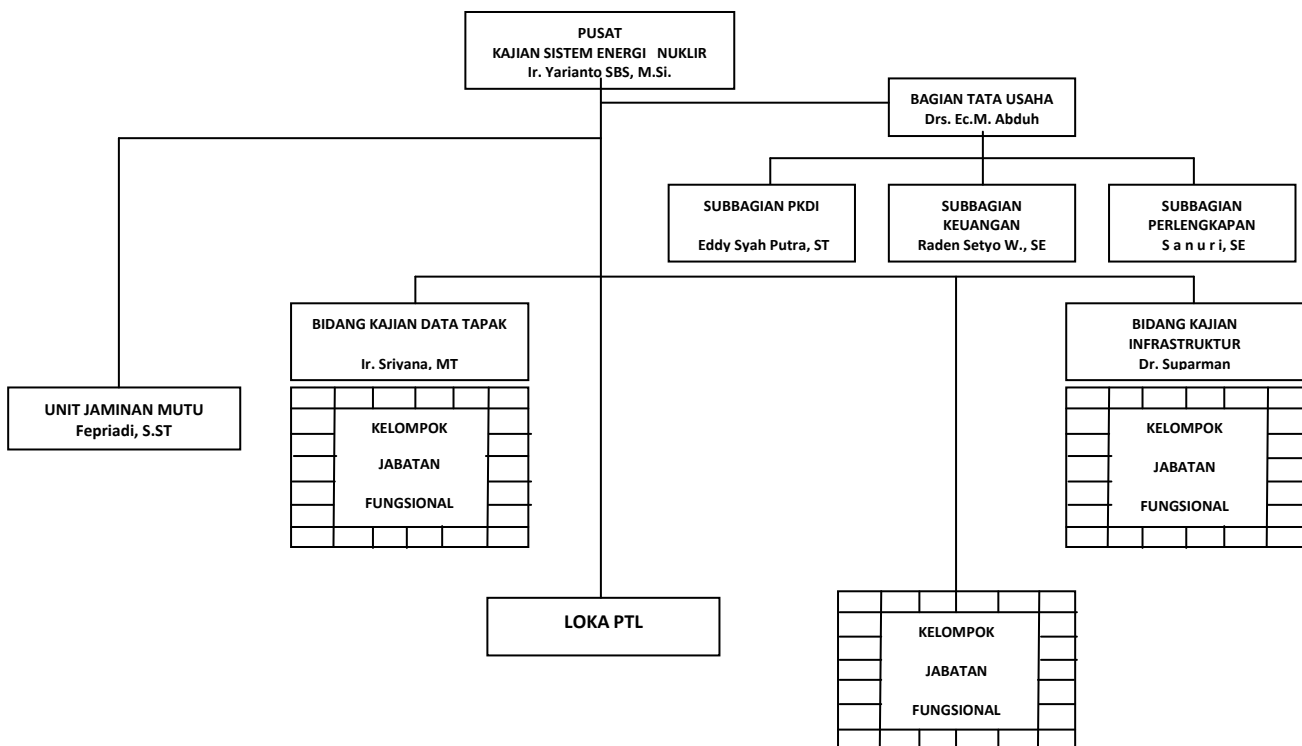 PUSAT
KAJIAN SISTEM ENERGI NUKLIR
Ir. Yarianto SBS, M.Si.
BAGIAN TATA USAHA
Drs. Ec.M. Abduh
SUBBAGIAN PKDI
Eddy Syah Putra, ST
SUBBAGIAN
KEUANGAN
Raden Setyo W., SE
SUBBAGIAN
PERLENGKAPAN
S a n u r i, SE
BIDANG KAJIAN DATA TAPAK
Ir. Sriyana, MT
BIDANG KAJIAN
INFRASTRUKTUR
Dr. Suparman
UNIT JAMINAN MUTU
Fepriadi, S.ST
KELOMPOK
JABATAN
FUNGSIONAL
KELOMPOK
JABATAN
FUNGSIONAL
LOKA PTL
KELOMPOK
JABATAN
FUNGSIONAL